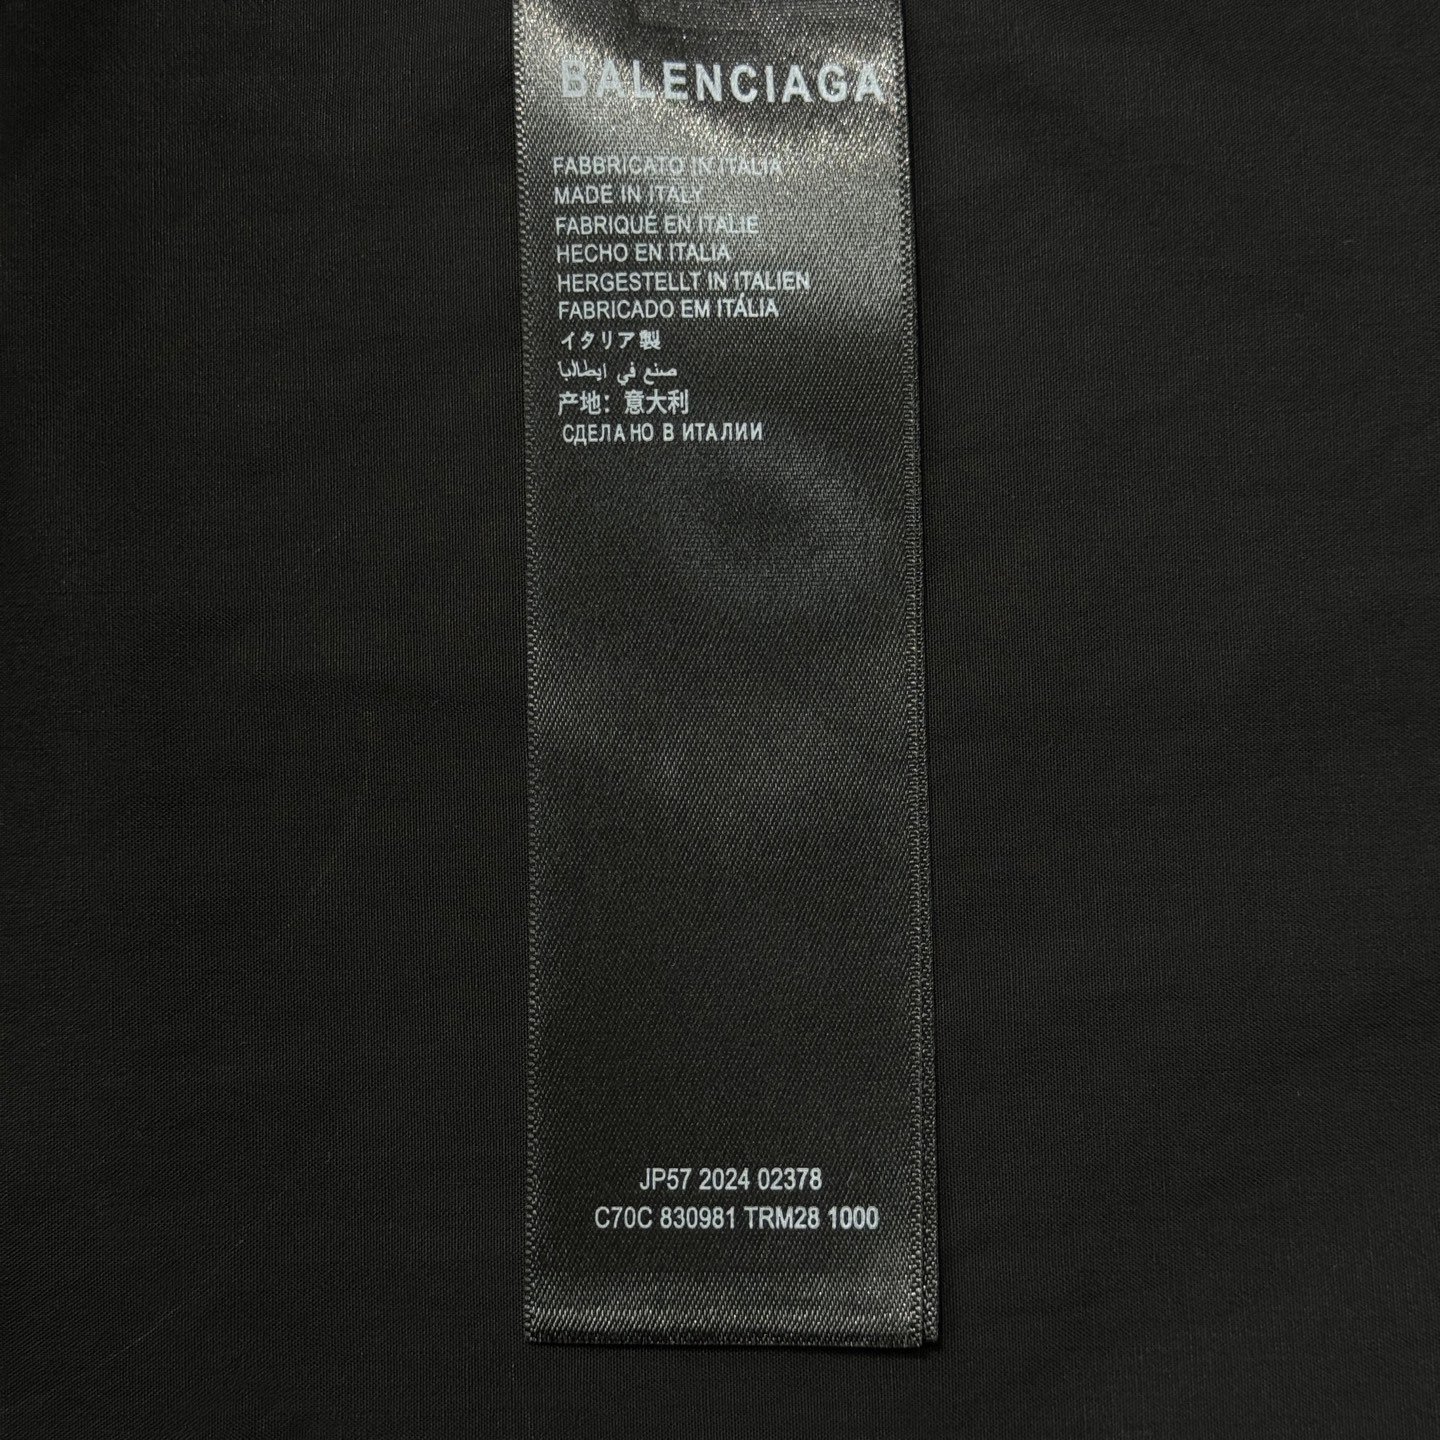 BALENCIAGA
FABBRICATO IN ITALIA
MADE IN ITALY
FABRIQUÉ EN ITALIE
HECHO EN ITALIA
HERGESTELLT IN ITALIEN
FABRICADO EM ITÁLIA
イタリア製
صنع في ايطاليا
产地：意大利
СДЕЛАНО В ИТАЛИИ
JP57 2024 02378
C70C 830981 TRM28 1000